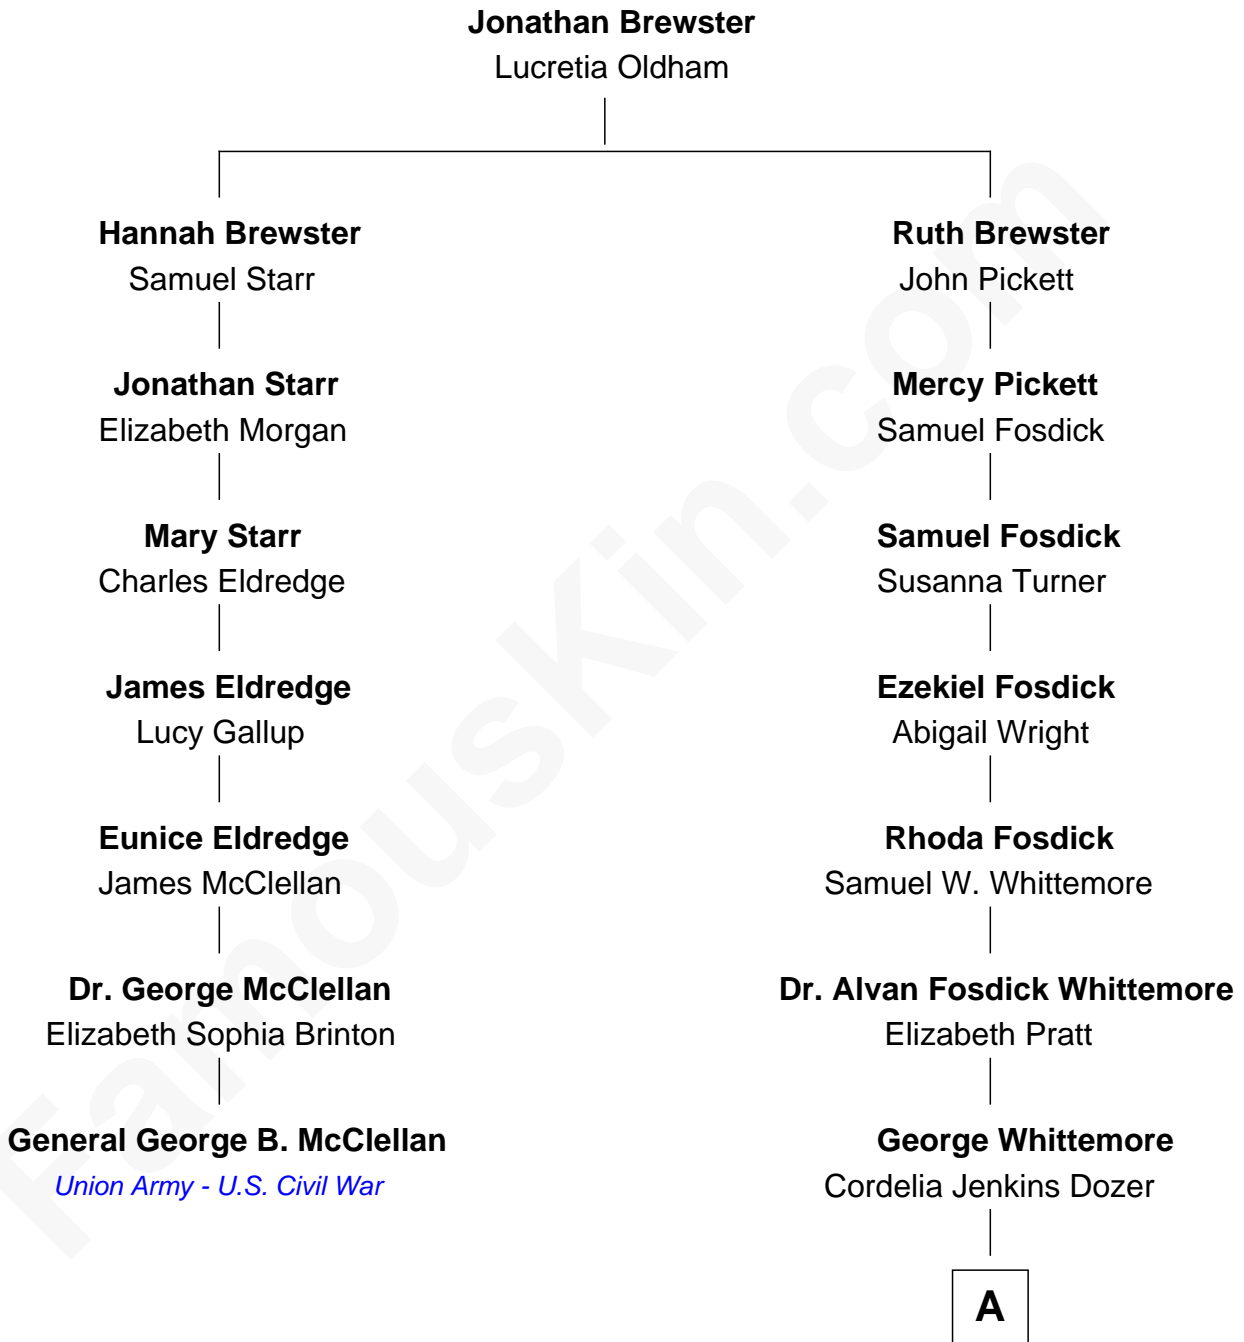 Jonathan Brewster
Lucretia Oldham
Hannah Brewster
Samuel Starr
Ruth Brewster
John Pickett
Jonathan Starr
Elizabeth Morgan
Mercy Pickett
Samuel Fosdick
Mary Starr
Charles Eldredge
Samuel Fosdick
Susanna Turner
James Eldredge
Lucy Gallup
Ezekiel Fosdick
Abigail Wright
Eunice Eldredge
James McClellan
Rhoda Fosdick
Samuel W. Whittemore
Dr. George McClellan
Elizabeth Sophia Brinton
Dr. Alvan Fosdick Whittemore
Elizabeth Pratt
General George B. McClellan
Union Army - U.S. Civil War
George Whittemore
Cordelia Jenkins Dozer
A
FamousKin.com